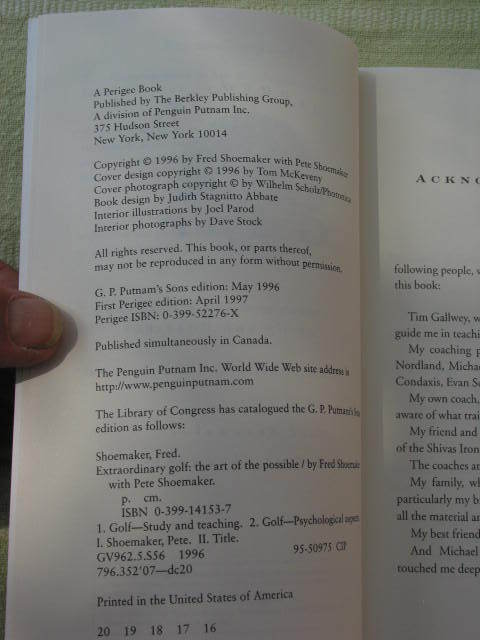 A Perigee Book
Published by The Berkley Publishing Group,
A division of Penguin Putnam Inc.
375 Hudson Street
New York, New York 10014
Copyright © 1996 by Fred Shoemaker with Pete Shoemaker
Cover design copyright © 1996 by Tom McKeveny
Cover photograph copyright © by Wilhelm Scholz/Photonica
Book design by Judith Stagnitto Abbate
Interior illustrations by Joel Parod
Interior photographs by Dave Stock
All rights reserved. This book, or parts thereof,
may not be reproduced in any form without permission.
G. P. Putnam's Sons edition: May 1996
First Perigee edition: April 1997
Perigee ISBN: 0-399-52276-X
Published simultaneously in Canada.
The Penguin Putnam Inc. World Wide Web site address is
http://www.penguinputnam.com
The Library of Congress has catalogued the G. P. Putnam's
edition as follows:
Shoemaker, Fred.
Extraordinary golf: the art of the possible / by Fred Shoemaker
with Pete Shoemaker.
p. cm.
ISBN 0-399-14153-7
1. Golf—Study and teaching. 2. Golf—Psychological aspects
I. Shoemaker, Pete. II. Title.
GV962.5.S56 1996 95-50975 CIP
796.352'07—dc20
Printed in the United States of America
20 19 18 17 16
ACKNO
following people, w
this book:
Tim Gallwey, w
guide me in teachi
My coaching p
Nordland, Michae
Condaxis, Evan Sc
My own coach,
aware of what trai
My friend and
of the Shivas Iron
The coaches at
My family, wh
particularly my b
all the material an
My best friend
And Michael
touched me deep